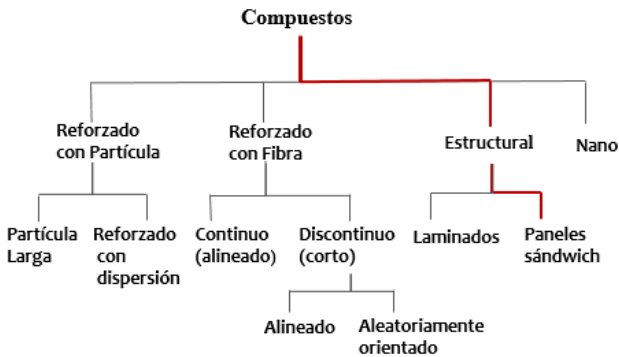 Compuestos
Reforzado
con Partícula
Reforzado
con Fibra
Estructural
Nano
Partícula
Larga
Reforzado
con
dispersión
Continuo
(alineado)
Discontinuo
(corto)
Laminados
Paneles
sándwich
Alineado
Aleatoriamente
orientado